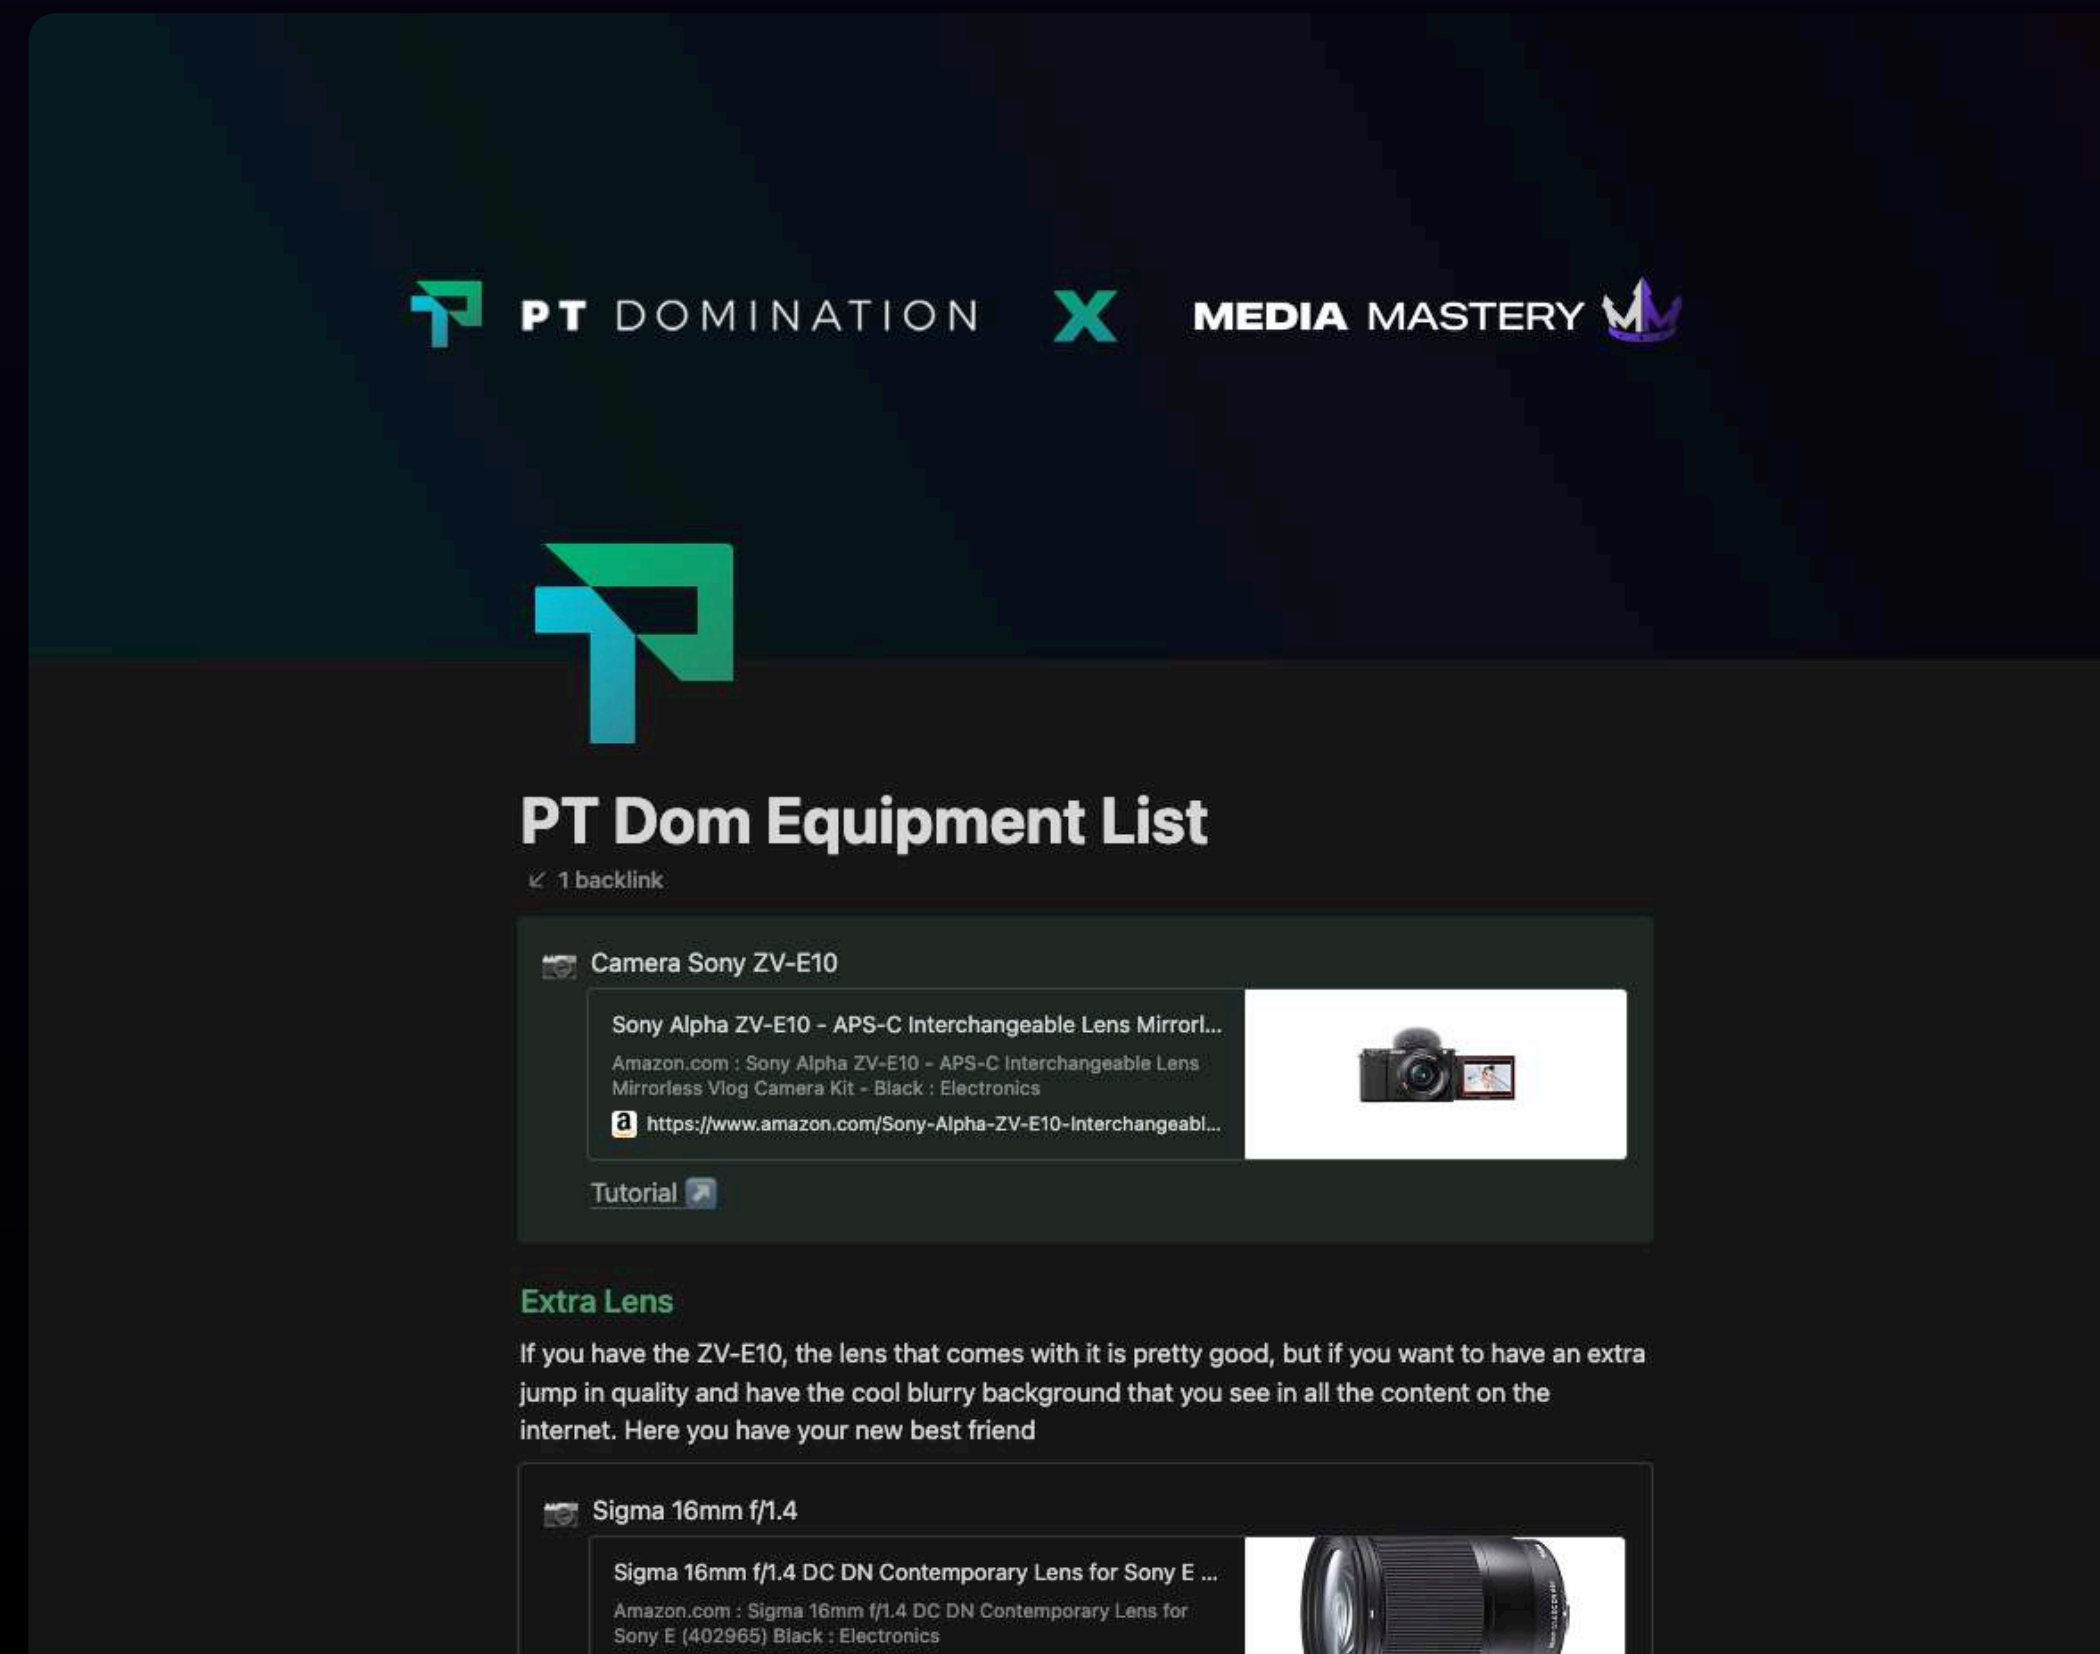 PT DOMINATION X MEDIA MASTERY
PT Dom Equipment List
1 backlink
Camera Sony ZV-E10
Sony Alpha ZV-E10 - APS-C Interchangeable Lens Mirrorl...
Amazon.com : Sony Alpha ZV-E10 - APS-C Interchangeable Lens
Mirrorless Vlog Camera Kit - Black : Electronics
https://www.amazon.com/Sony-Alpha-ZV-E10-Interchangeabl...
Tutorial
Extra Lens
If you have the ZV-E10, the lens that comes with it is pretty good, but if you want to have an extra
jump in quality and have the cool blurry background that you see in all the content on the
internet. Here you have your new best friend
Sigma 16mm f/1.4
Sigma 16mm f/1.4 DC DN Contemporary Lens for Sony E ...
Amazon.com : Sigma 16mm f/1.4 DC DN Contemporary Lens for
Sony E (402965) Black : Electronics